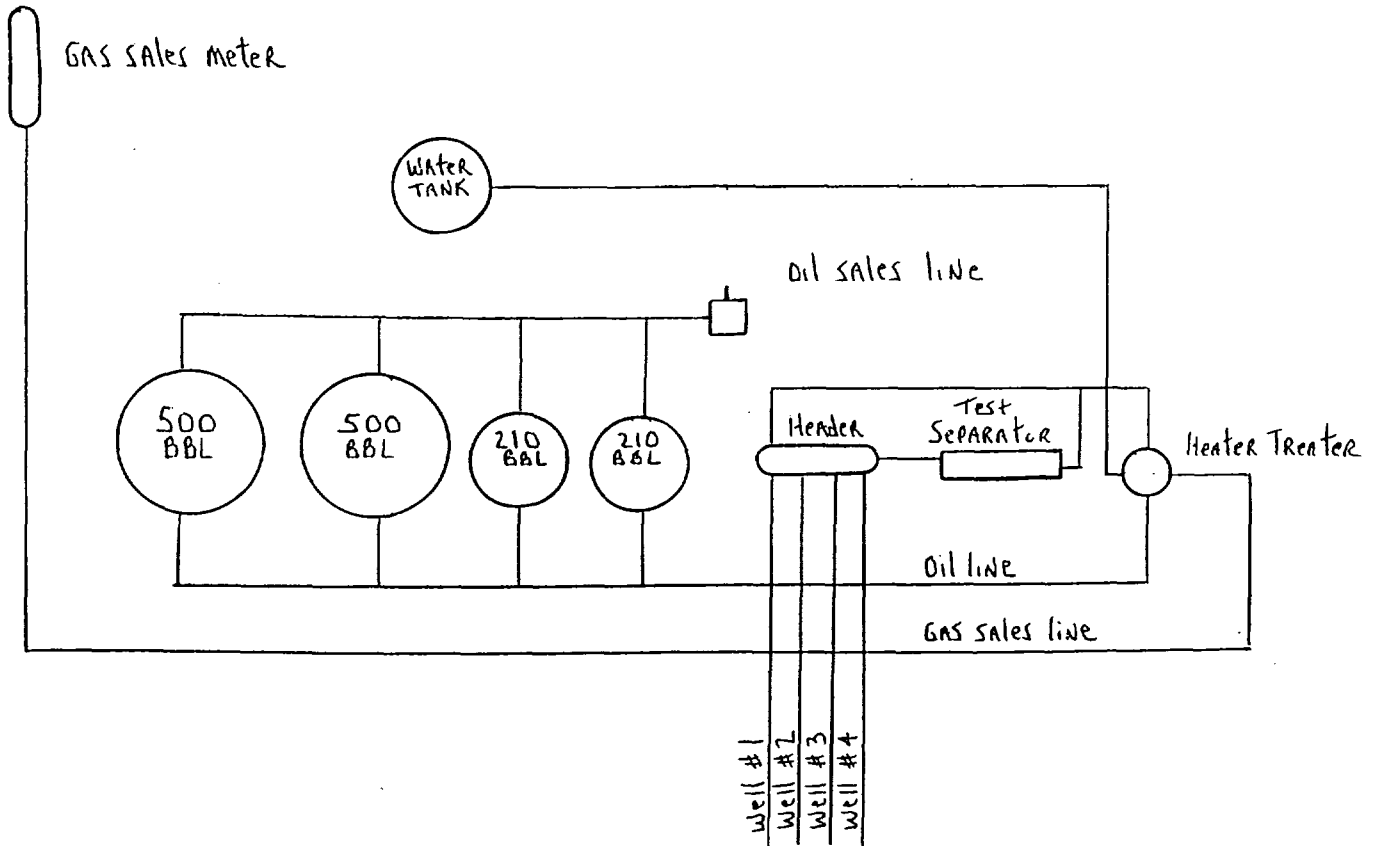 GAS SAles Meter
WAter
TANK
Oil SAles liNe
500
BBL
500
BBL
210
BBL
210
BBL
HeAder
Test
SepArAtor
HeAter TreAter
Oil liNe
GAS SAles liNe
Well #1
Well #2
Well #3
Well #4